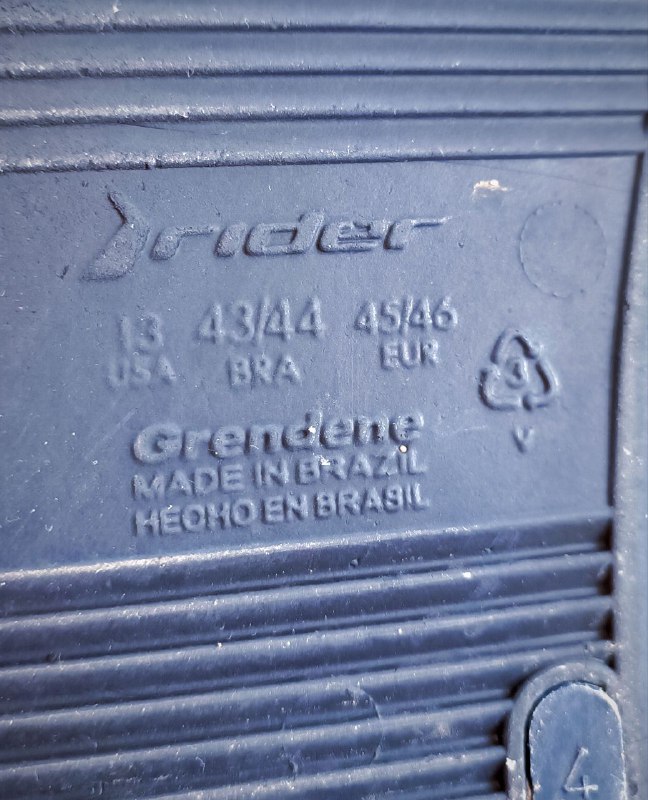 rider
13 43/44 45/46
USA BRA EUR
3
V
Grendene
MADE IN BRAZIL
HECHO EN BRASIL
4